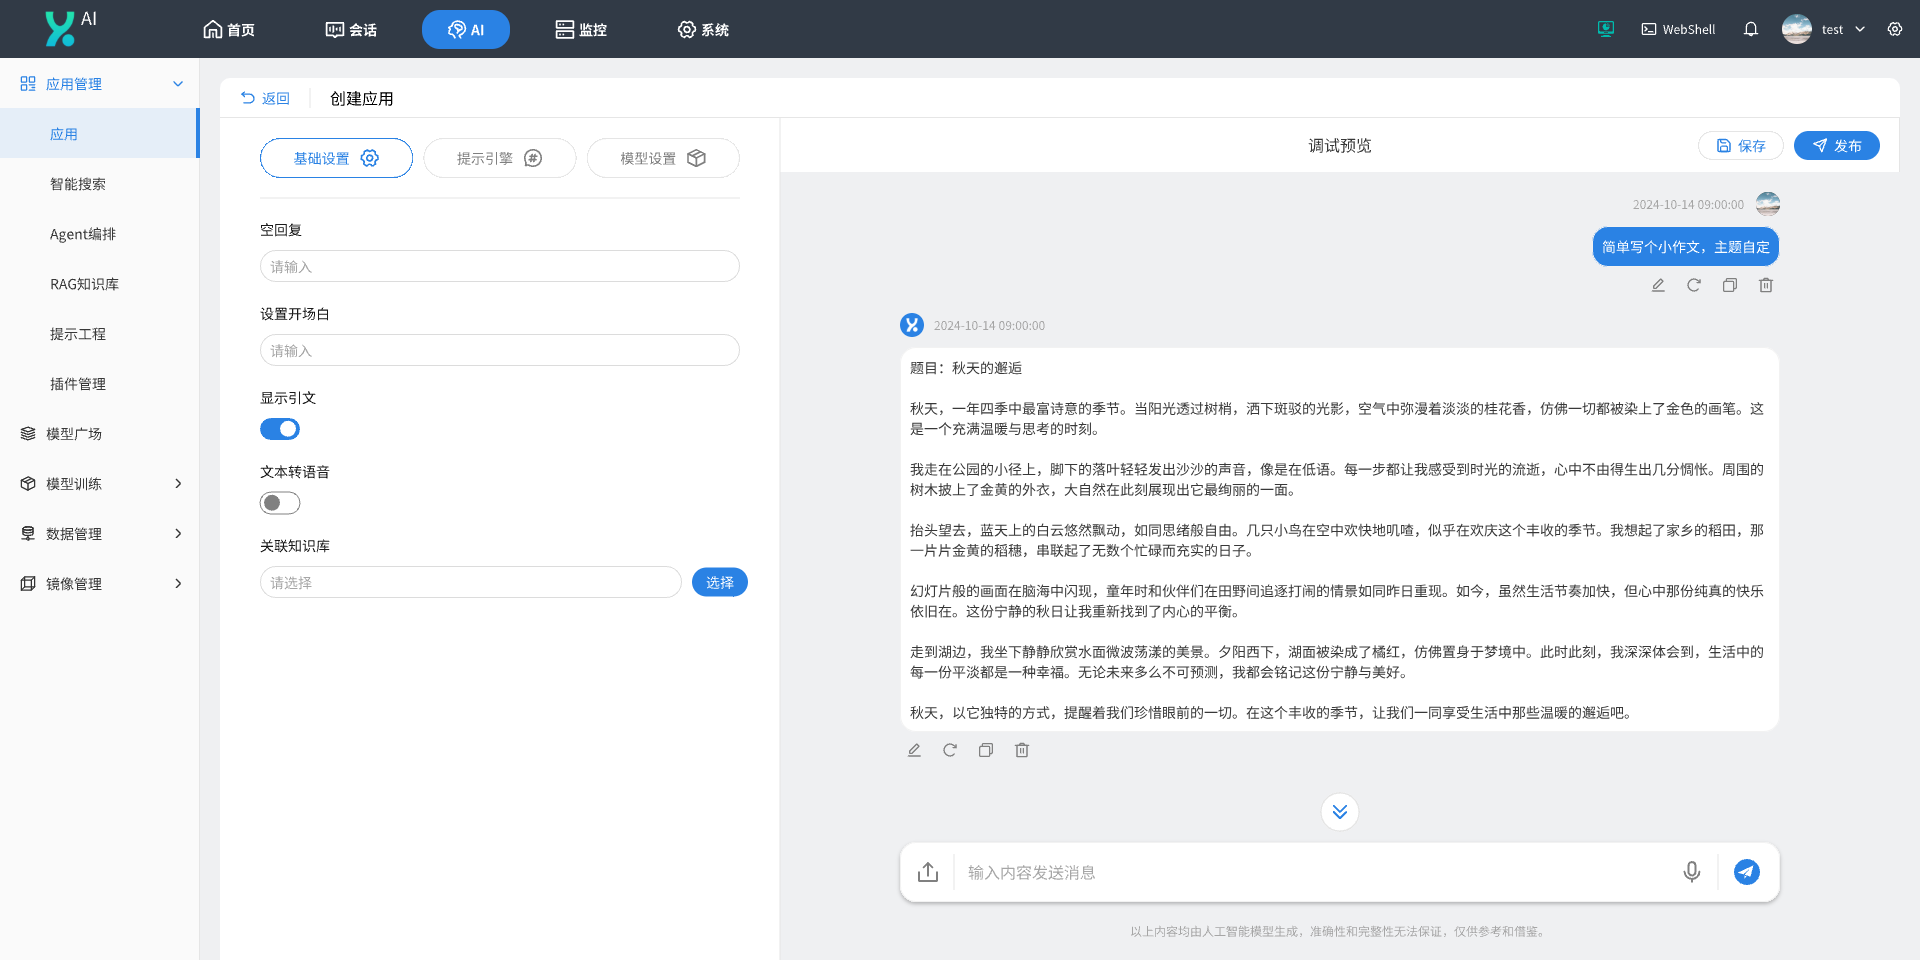 AI
首页
会话
AI
监控
系统
WebShell
test
应用管理
应用
智能搜索
Agent编排
RAG知识库
提示工程
插件管理
模型广场
模型训练
数据管理
镜像管理
返回
创建应用
基础设置
提示引擎
模型设置
空回复
请输入
设置开场白
请输入
显示引文
文本转语音
关联知识库
请选择
选择
调试预览
保存
发布
2024-10-14 09:00:00
简单写个小作文，主题自定
2024-10-14 09:00:00
题目：秋天的邂逅
秋天，一年四季中最富诗意的季节。当阳光透过树梢，洒下斑驳的光影，空气中弥漫着淡淡的桂花香，仿佛一切都被染上了金色的画笔。这
是一个充满温暖与思考的时刻。
我走在公园的小径上，脚下的落叶轻轻发出沙沙的声音，像是在低语。每一步都让我感受到时光的流逝，心中不由得生出几分惆怅。周围的
树木披上了金黄的外衣，大自然在此刻展现出它最绚丽的一面。
抬头望去，蓝天上的白云悠然飘动，如同思绪般自由。几只小鸟在空中欢快地叽喳，似乎在欢庆这个丰收的季节。我想起了家乡的稻田，那
一片片金黄的稻穗，串联起了无数个忙碌而充实的日子。
幻灯片般的画面在脑海中闪现，童年时和伙伴们在田野间追逐打闹的情景如同昨日重现。如今，虽然生活节奏加快，但心中那份纯真的快乐
依旧在。这份宁静的秋日让我重新找到了内心的平衡。
走到湖边，我坐下静静欣赏水面微波荡漾的美景。夕阳西下，湖面被染成了橘红，仿佛置身于梦境中。此时此刻，我深深体会到，生活中的
每一份平淡都是一种幸福。无论未来多么不可预测，我都会铭记这份宁静与美好。
秋天，以它独特的方式，提醒着我们珍惜眼前的一切。在这个丰收的季节，让我们一同享受生活中那些温暖的邂逅吧。
输入内容发送消息
以上内容均由人工智能模型生成，准确性和完整性无法保证，仅供参考和借鉴。